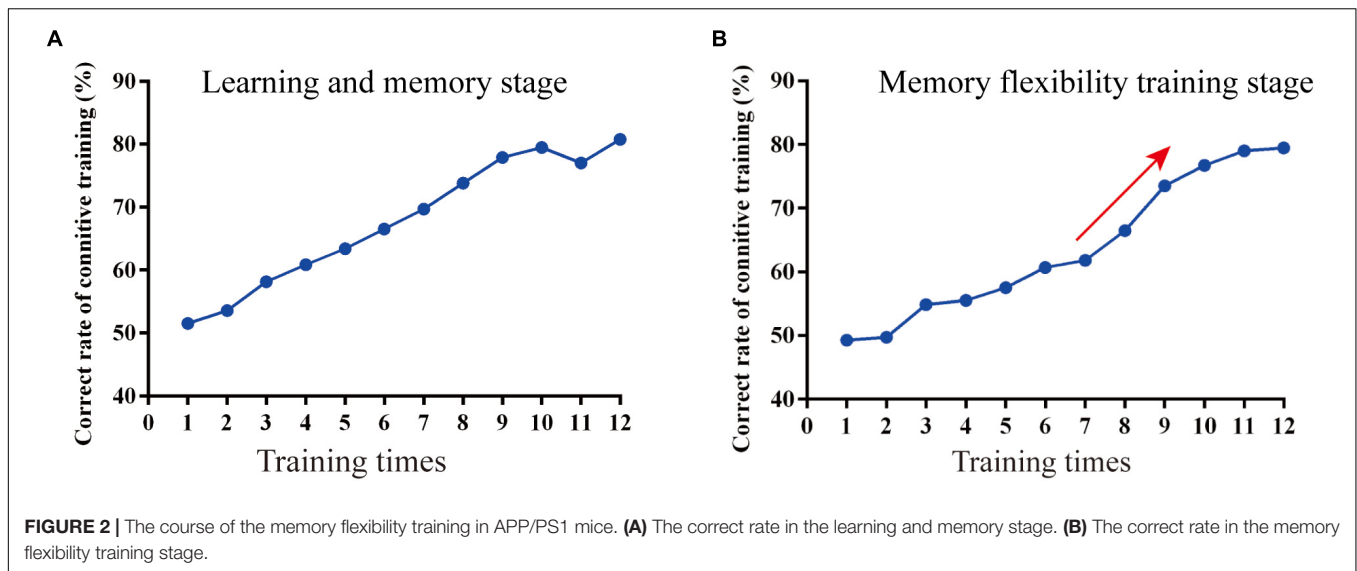 A
Learning and memory stage
Correct rate of connitive training (%)
90
80
70
60
50
40
0 1 2 3 4 5 6 7 8 9 10 11 12
Training times
B
Memory flexibility training stage
Correct rate of connitive training (%)
90
80
70
60
50
40
0 1 2 3 4 5 6 7 8 9 10 11 12
Training times
FIGURE 2 | The course of the memory flexibility training in APP/PS1 mice. (A) The correct rate in the learning and memory stage. (B) The correct rate in the memory
flexibility training stage.